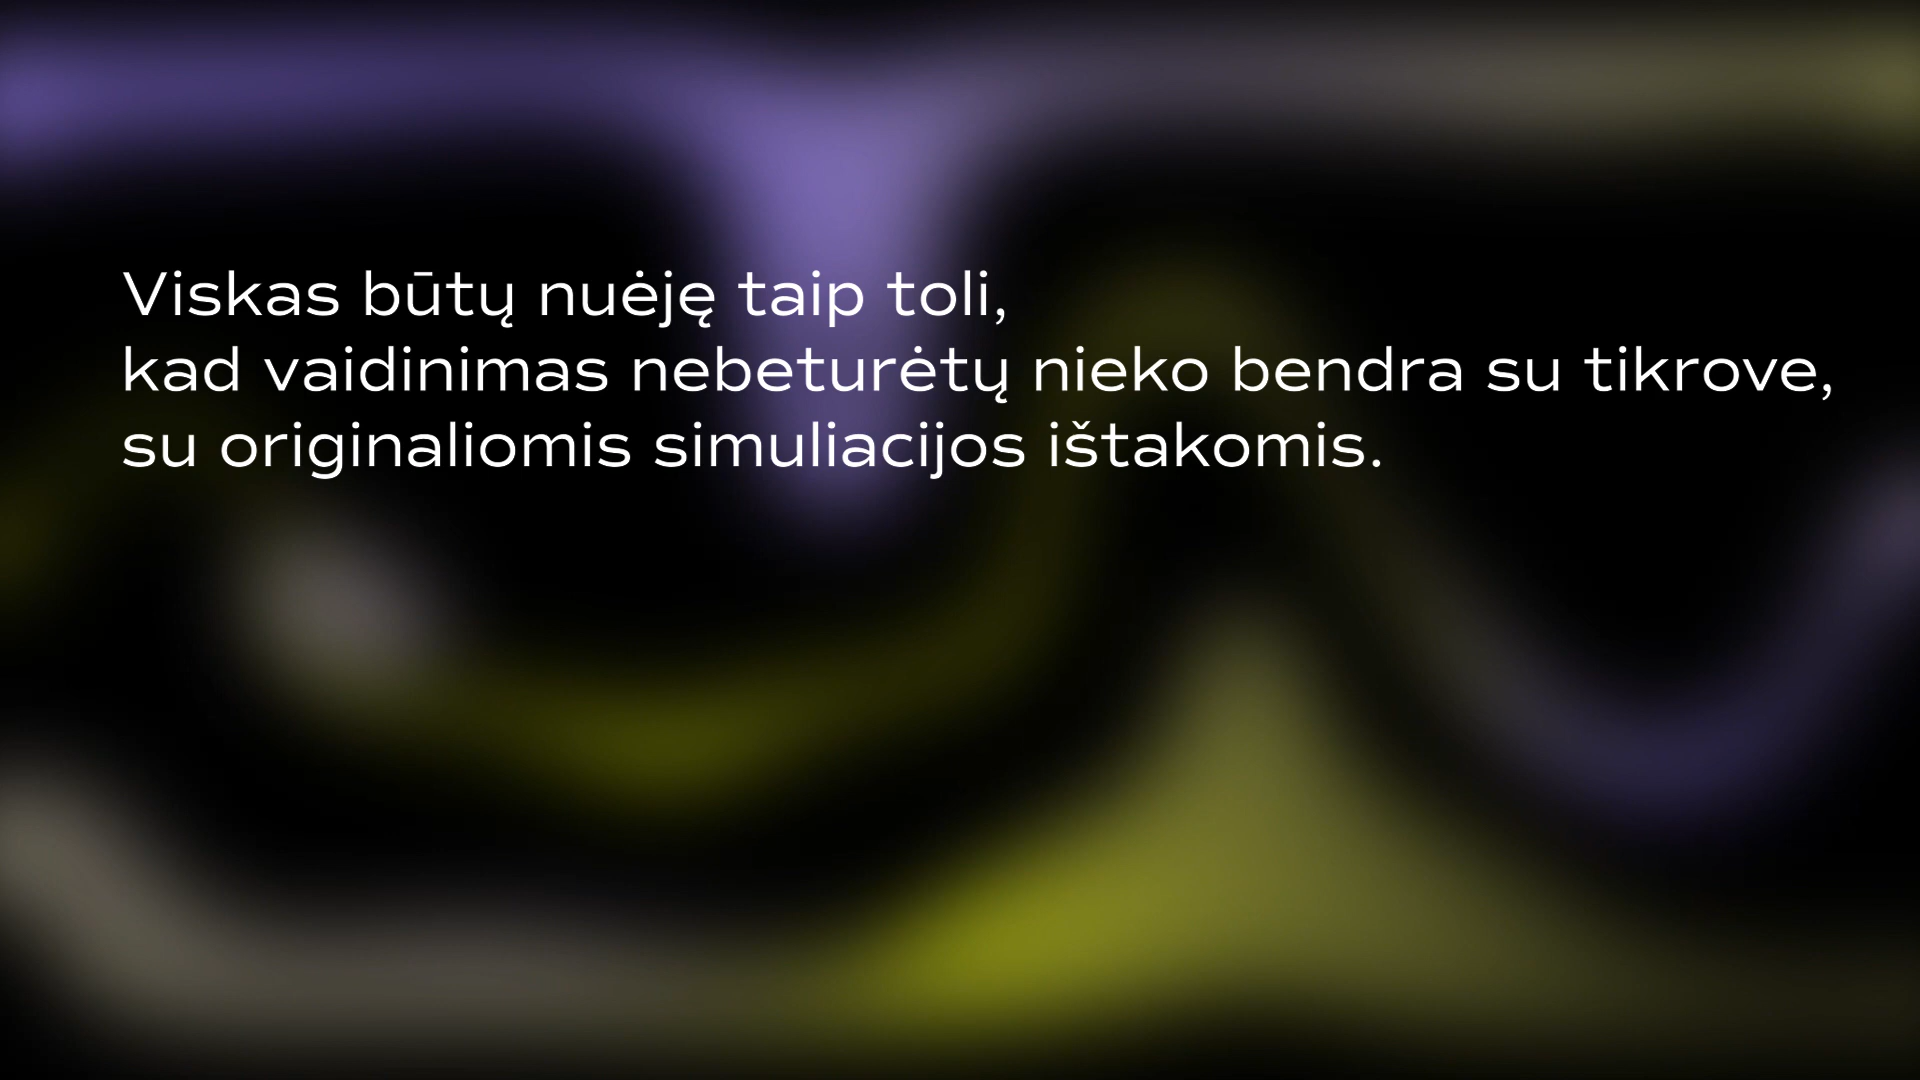 Viskas būtų nuėję taip toli,
kad vaidinimas nebeturėtų nieko bendra su tikrove,
su originaliomis simuliacijos ištakomis.